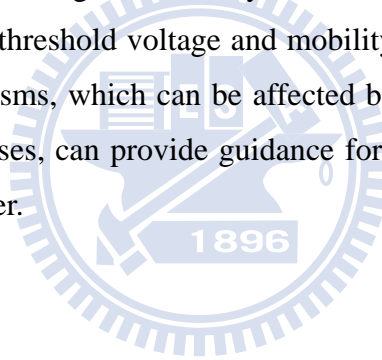 threshold voltage and mobility
sms, which can be affected b
ses, can provide guidance for
er.
E S
1896